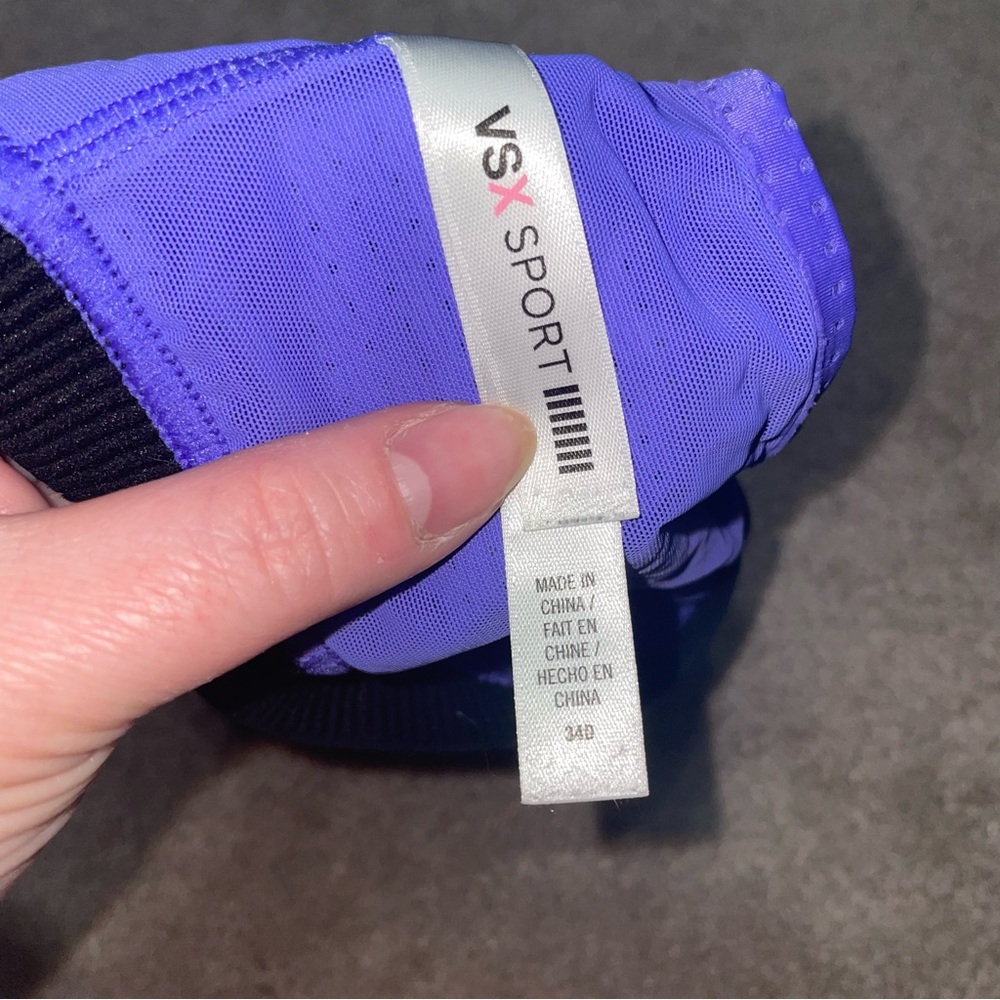 VSX SPORT
MADE IN
CHINA /
FAIT EN
CHINE /
HECHO EN
CHINA
34D